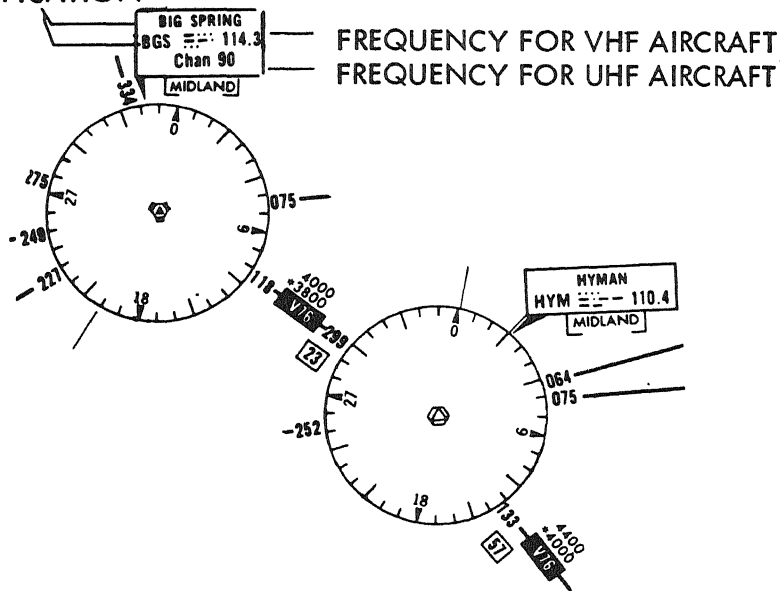 BIG SPRING
BGS 114.3
Chan 90
MIDLAND
FREQUENCY FOR VHF AIRCRAFT
FREQUENCY FOR UHF AIRCRAFT
334
0
275
27
249
227
18
9
075
118
4000
*3800
V76
299
23
HYMAN
HYM 110.4
MIDLAND
0
064
075
9
27
252
18
133
57
4400
*4000
V76